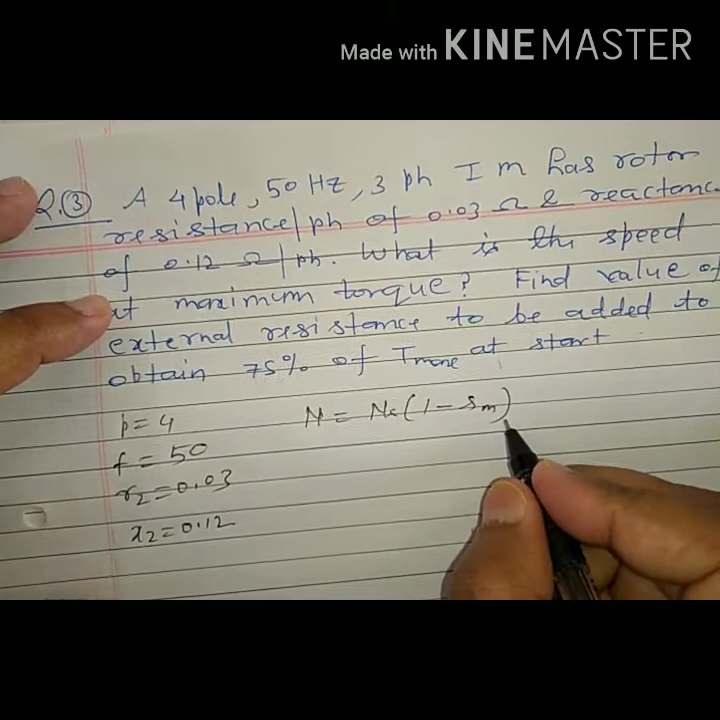 Made with KINEMASTER
Q.③ A 4 pole, 50 Hz, 3 ph I m has rotor
resistance/ph of 0.03 Ω & reactance
of 0.12 Ω/ph. What is the speed
at maximum torque? Find value of
external resistance to be added to
obtain 75% of Tmax at start
p = 4
N = Ns(1 - sm)
f = 50
r2 = 0.03
x2 = 0.12